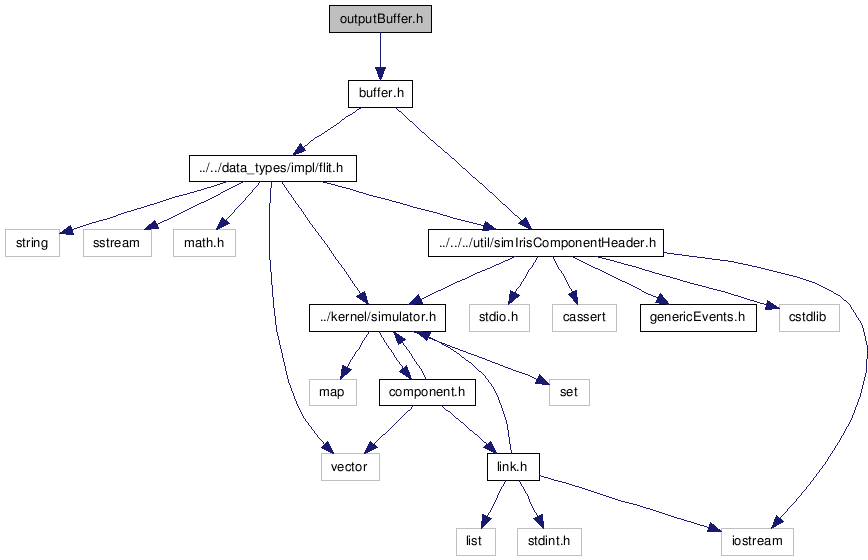 outputBuffer.h
buffer.h
../../data_types/impl/flit.h
string
sstream
math.h
../../../util/simIrisComponentHeader.h
../kernel/simulator.h
stdio.h
cassert
genericEvents.h
cstdlib
map
component.h
set
vector
link.h
list
stdint.h
iostream